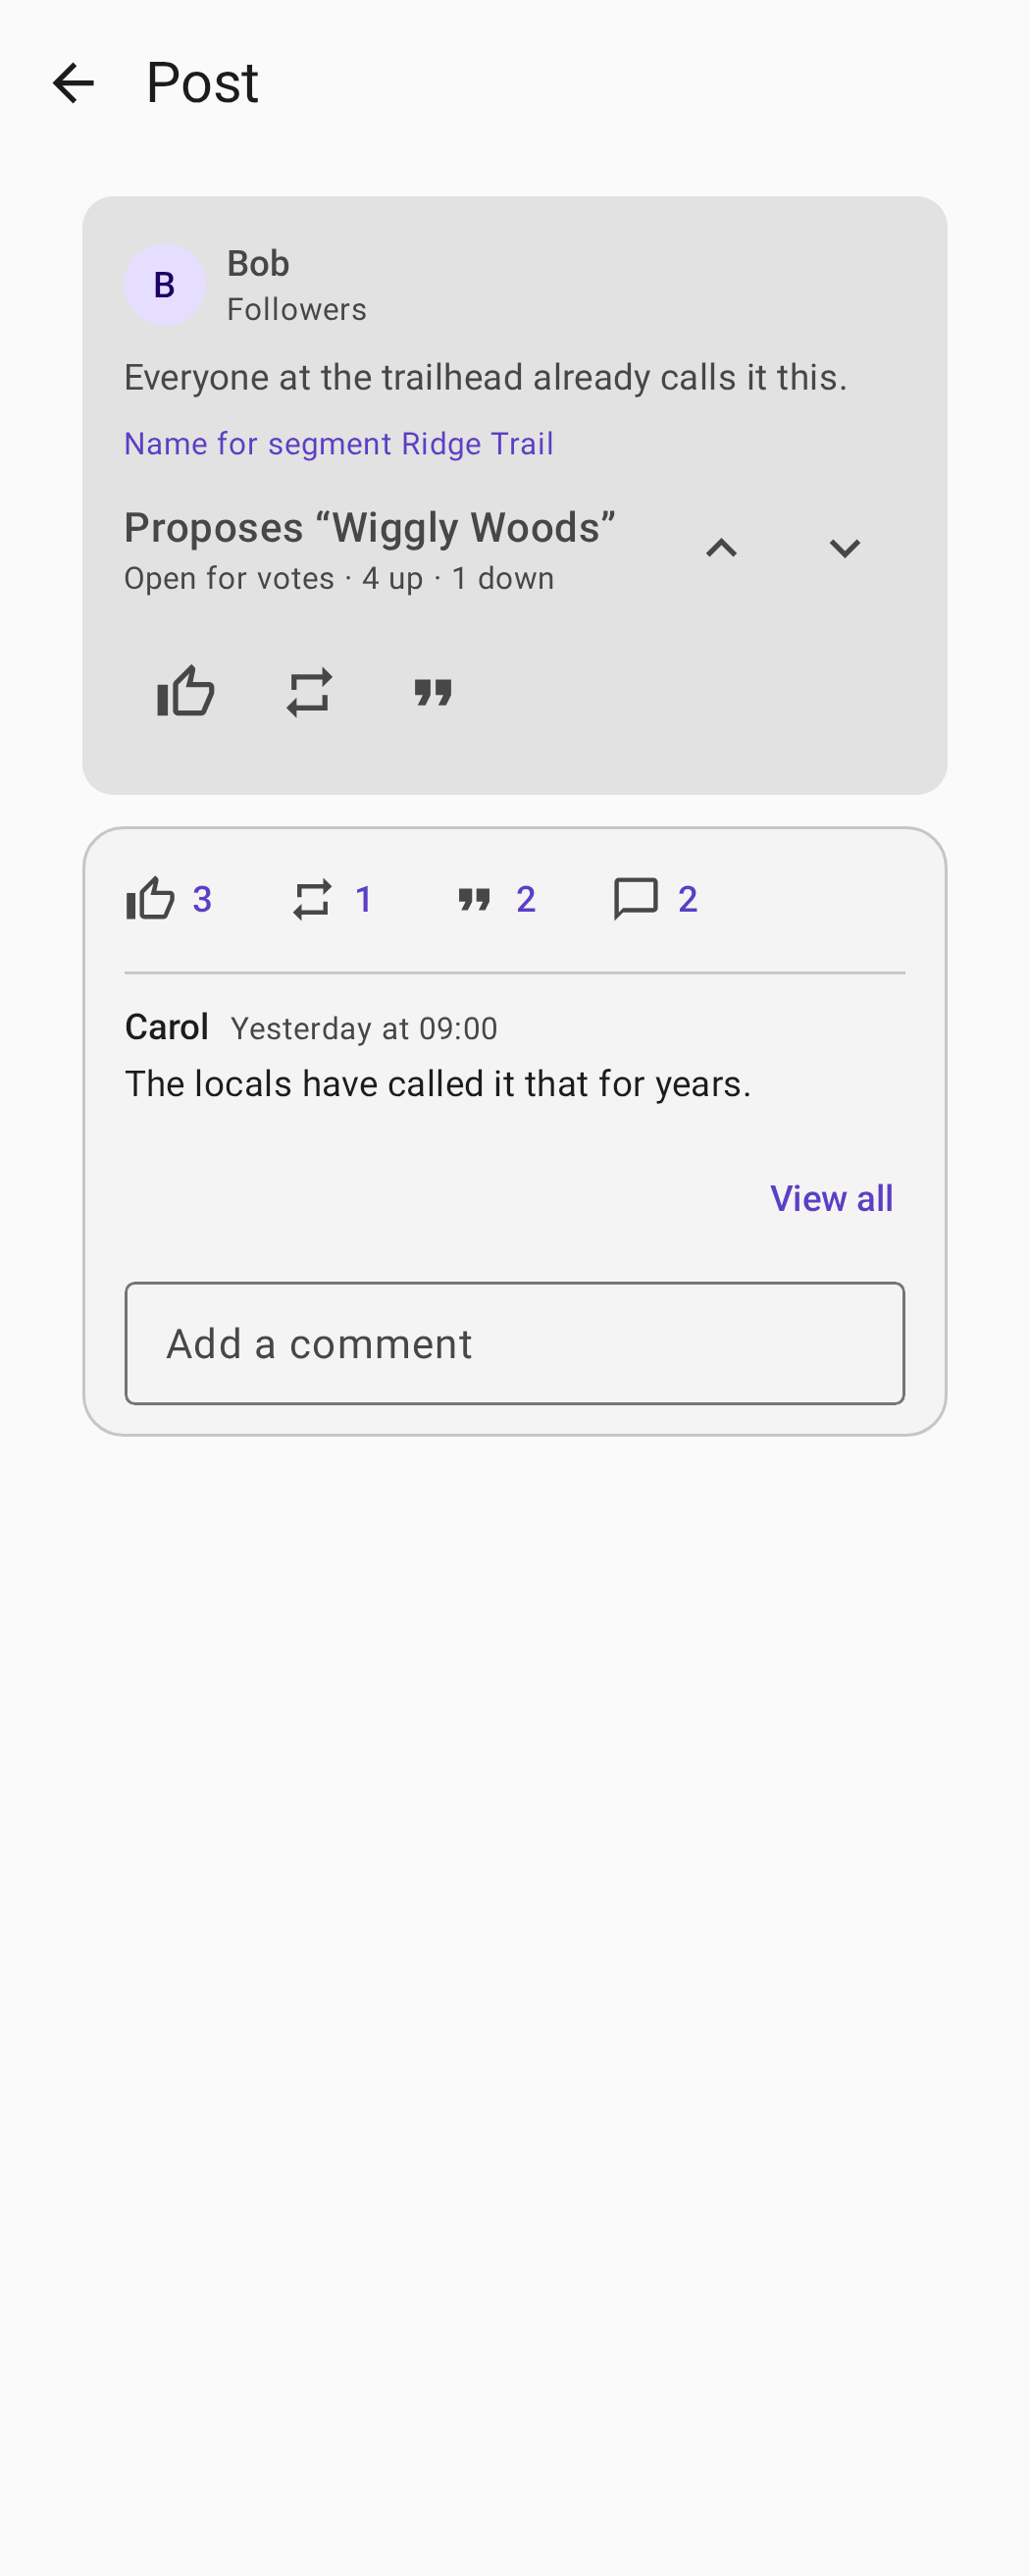 Post
B
Bob
Followers
Everyone at the trailhead already calls it this.
Name for segment Ridge Trail
Proposes “Wiggly Woods”
Open for votes · 4 up · 1 down
3 1 2 2
Carol Yesterday at 09:00
The locals have called it that for years.
View all
Add a comment